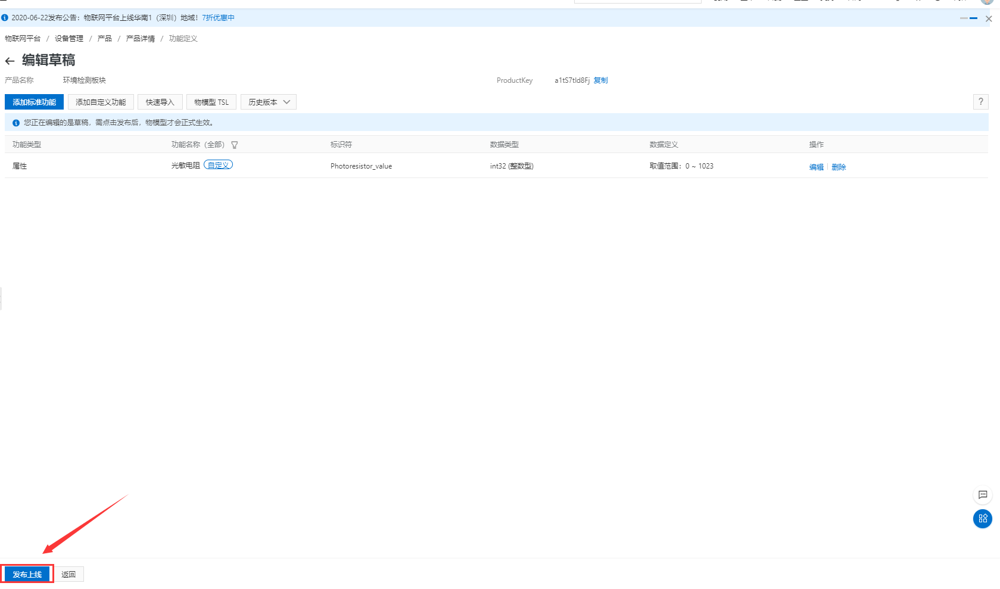 2020-06-22发布公告：物联网平台上线华南1（深圳）地域！7折优惠中
物联网平台 / 设备管理 / 产品 / 产品详情 / 功能定义
编辑草稿
产品名称 环境检测板块 ProductKey a1tS7tId8Fj 复制
添加标准功能 添加自定义功能 快速导入 物模型 TSL 历史版本 ?
您正在编辑的是草稿，需点击发布后，物模型才会正式生效。
功能类型 功能名称（全部） 标识符 数据类型 数据定义 操作
属性 光敏电阻 自定义 Photoresistor_value int32 (整数型) 取值范围：0 ~ 1023 编辑 删除
发布上线 返回